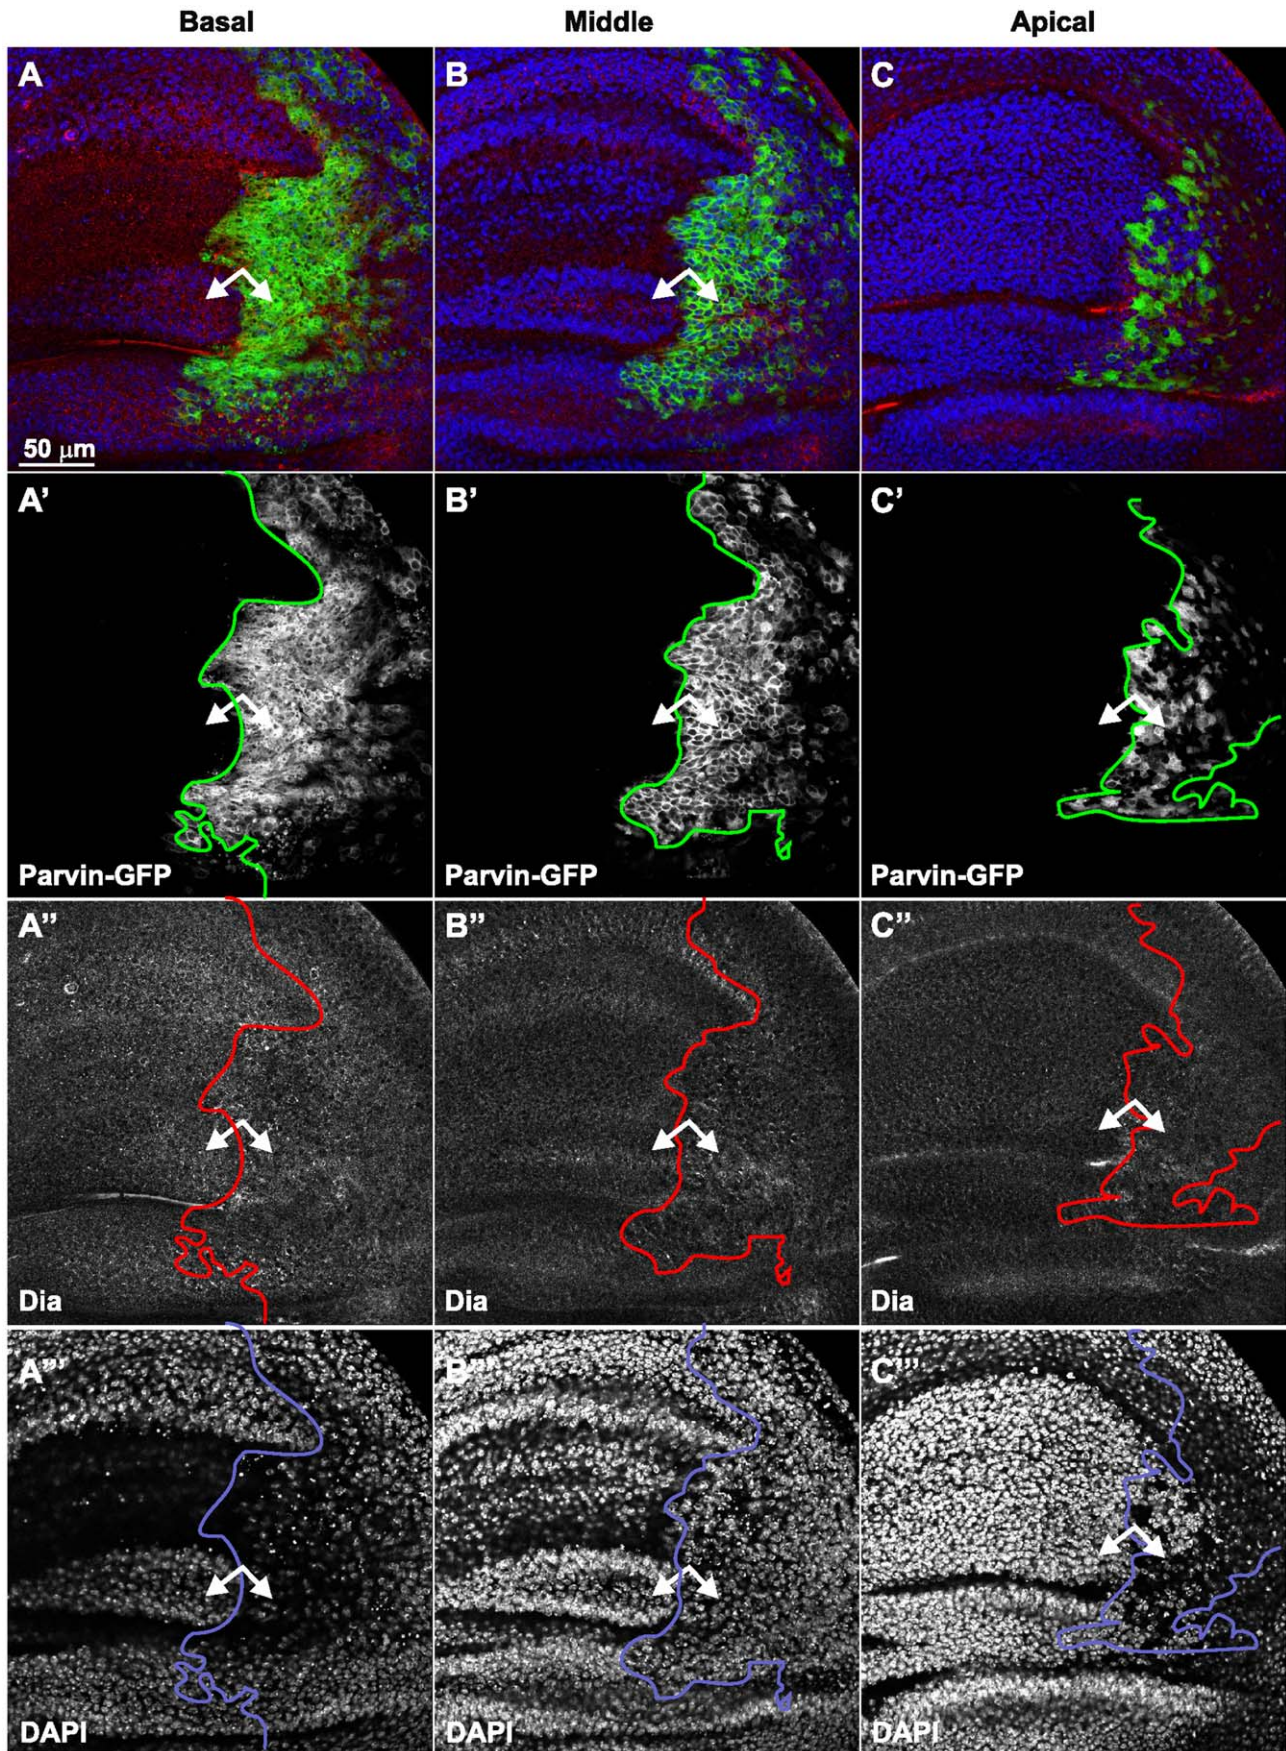 Basal Middle Apical
A B C
50 μm
A' B' C'
Parvin-GFP Parvin-GFP Parvin-GFP
A" B" C"
Dia Dia Dia
A"' B"' C"'
DAPI DAPI DAPI